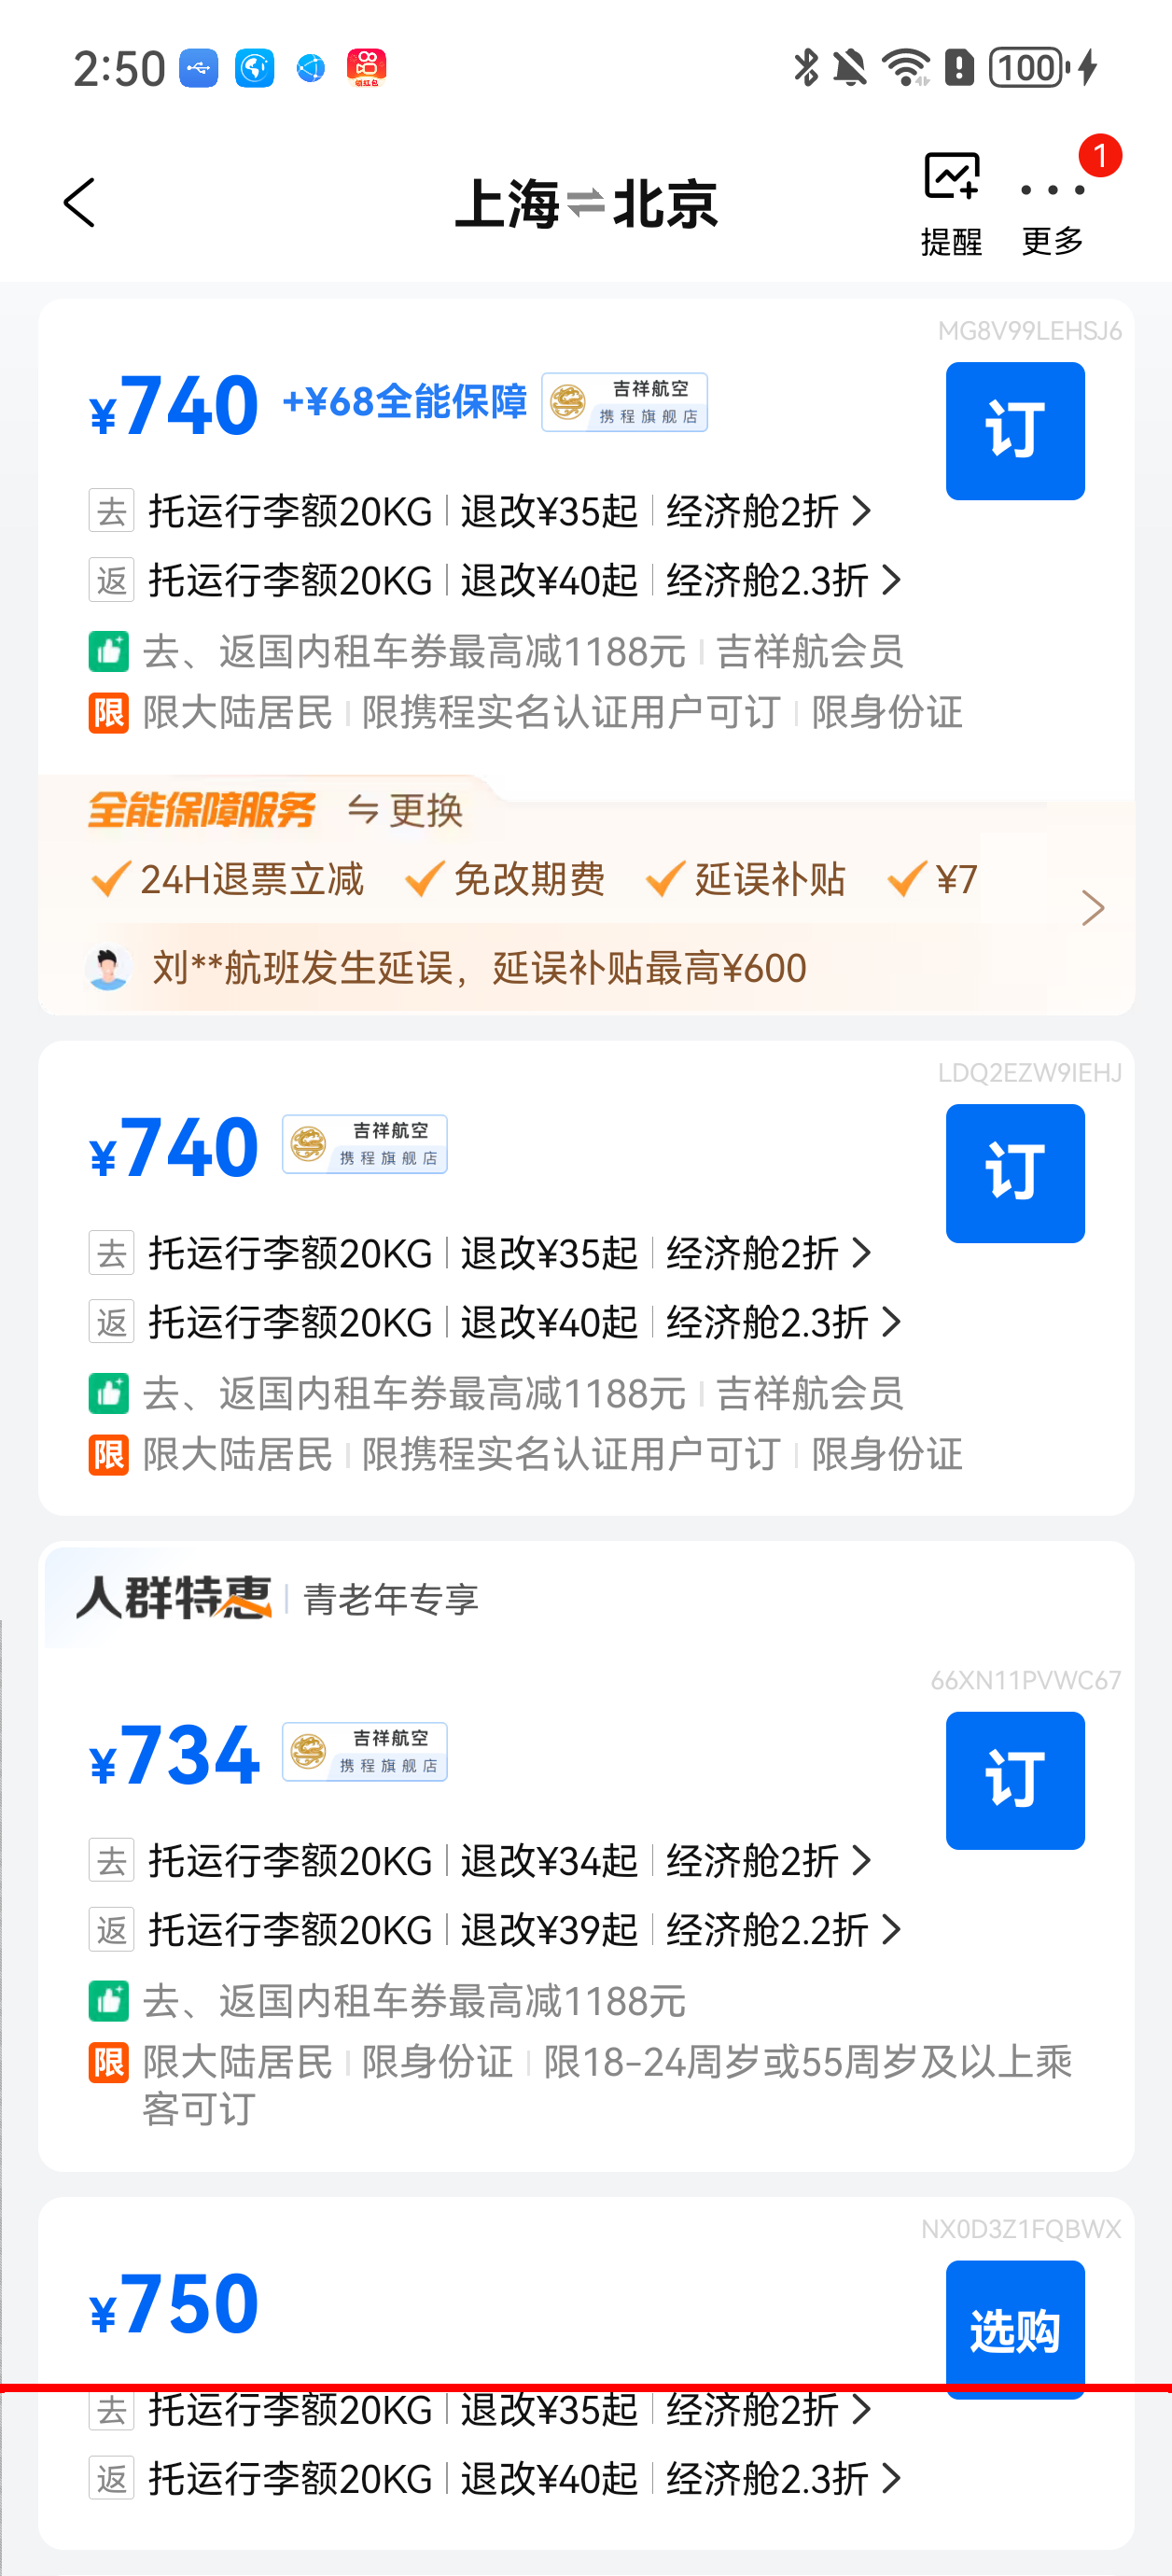 2:50
100
上海⇌北京
1
提醒
更多
MG8V99LEHSJ6
¥740 +¥68全能保障 吉祥航空 携程旗舰店
订
去 托运行李额20KG | 退改¥35起 | 经济舱2折 >
返 托运行李额20KG | 退改¥40起 | 经济舱2.3折 >
去、返国内租车券最高减1188元 | 吉祥航会员
限 限大陆居民 | 限携程实名认证用户可订 | 限身份证
全能保障服务 ⇋更换
24H退票立减 免改期费 延误补贴 ¥7
刘**航班发生延误，延误补贴最高¥600
LDQ2EZW9IEHJ
¥740 吉祥航空 携程旗舰店
订
去 托运行李额20KG | 退改¥35起 | 经济舱2折 >
返 托运行李额20KG | 退改¥40起 | 经济舱2.3折 >
去、返国内租车券最高减1188元 | 吉祥航会员
限 限大陆居民 | 限携程实名认证用户可订 | 限身份证
人群特惠 | 青老年专享
66XN11PVWC67
¥734 吉祥航空 携程旗舰店
订
去 托运行李额20KG | 退改¥34起 | 经济舱2折 >
返 托运行李额20KG | 退改¥39起 | 经济舱2.2折 >
去、返国内租车券最高减1188元
限 限大陆居民 | 限身份证 | 限18-24周岁或55周岁及以上乘
客可订
NX0D3Z1FQBWX
¥750
选购
去 托运行李额20KG | 退改¥35起 | 经济舱2折 >
返 托运行李额20KG | 退改¥40起 | 经济舱2.3折 >